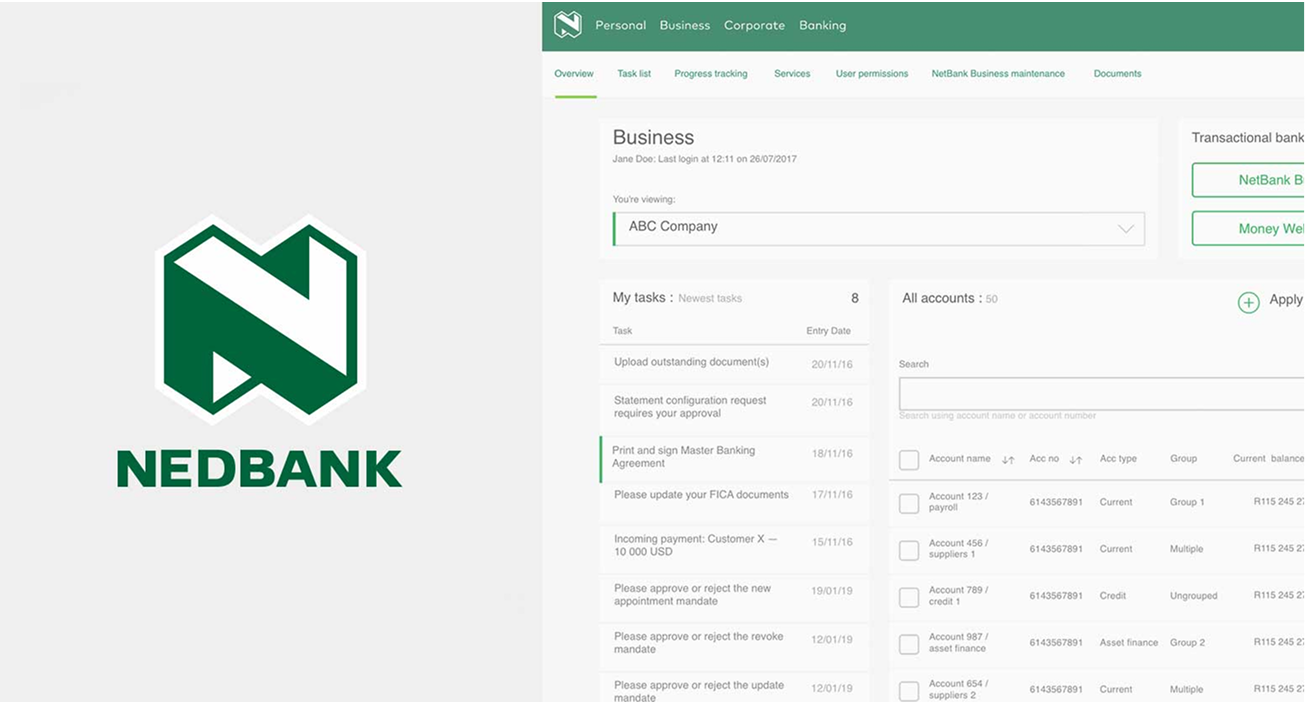 NEDBANK
Personal Business Corporate Banking
Overview Task list Progress tracking Services User permissions NetBank Business maintenance Documents
Business
Jane Doe: Last login at 12:11 on 26/07/2017
You're viewing:
ABC Company
Transactional bank
NetBank B
Money We
My tasks : Newest tasks 8
Task Entry Date
Upload outstanding document(s) 20/11/16
Statement configuration request 20/11/16
requires your approval
Print and sign Master Banking 18/11/16
Agreement
Please update your FICA documents 17/11/16
Incoming payment: Customer X — 15/11/16
10 000 USD
Please approve or reject the new 19/01/19
appointment mandate
Please approve or reject the revoke 12/01/19
mandate
Please approve or reject the update 12/01/19
mandate
All accounts : 50
Apply
Search
Search using account name or account number
Account name Acc no Acc type Group Current balance
Account 123 / 6143567891 Current Group 1 R115 245 27
payroll
Account 456 / 6143567891 Current Multiple R115 245 27
suppliers 1
Account 789 / 6143567891 Credit Ungrouped R115 245 27
credit 1
Account 987 / 6143567891 Asset finance Group 2 R115 245 27
asset finance
Account 654 / 6143567891 Current Multiple R115 245 27
suppliers 2